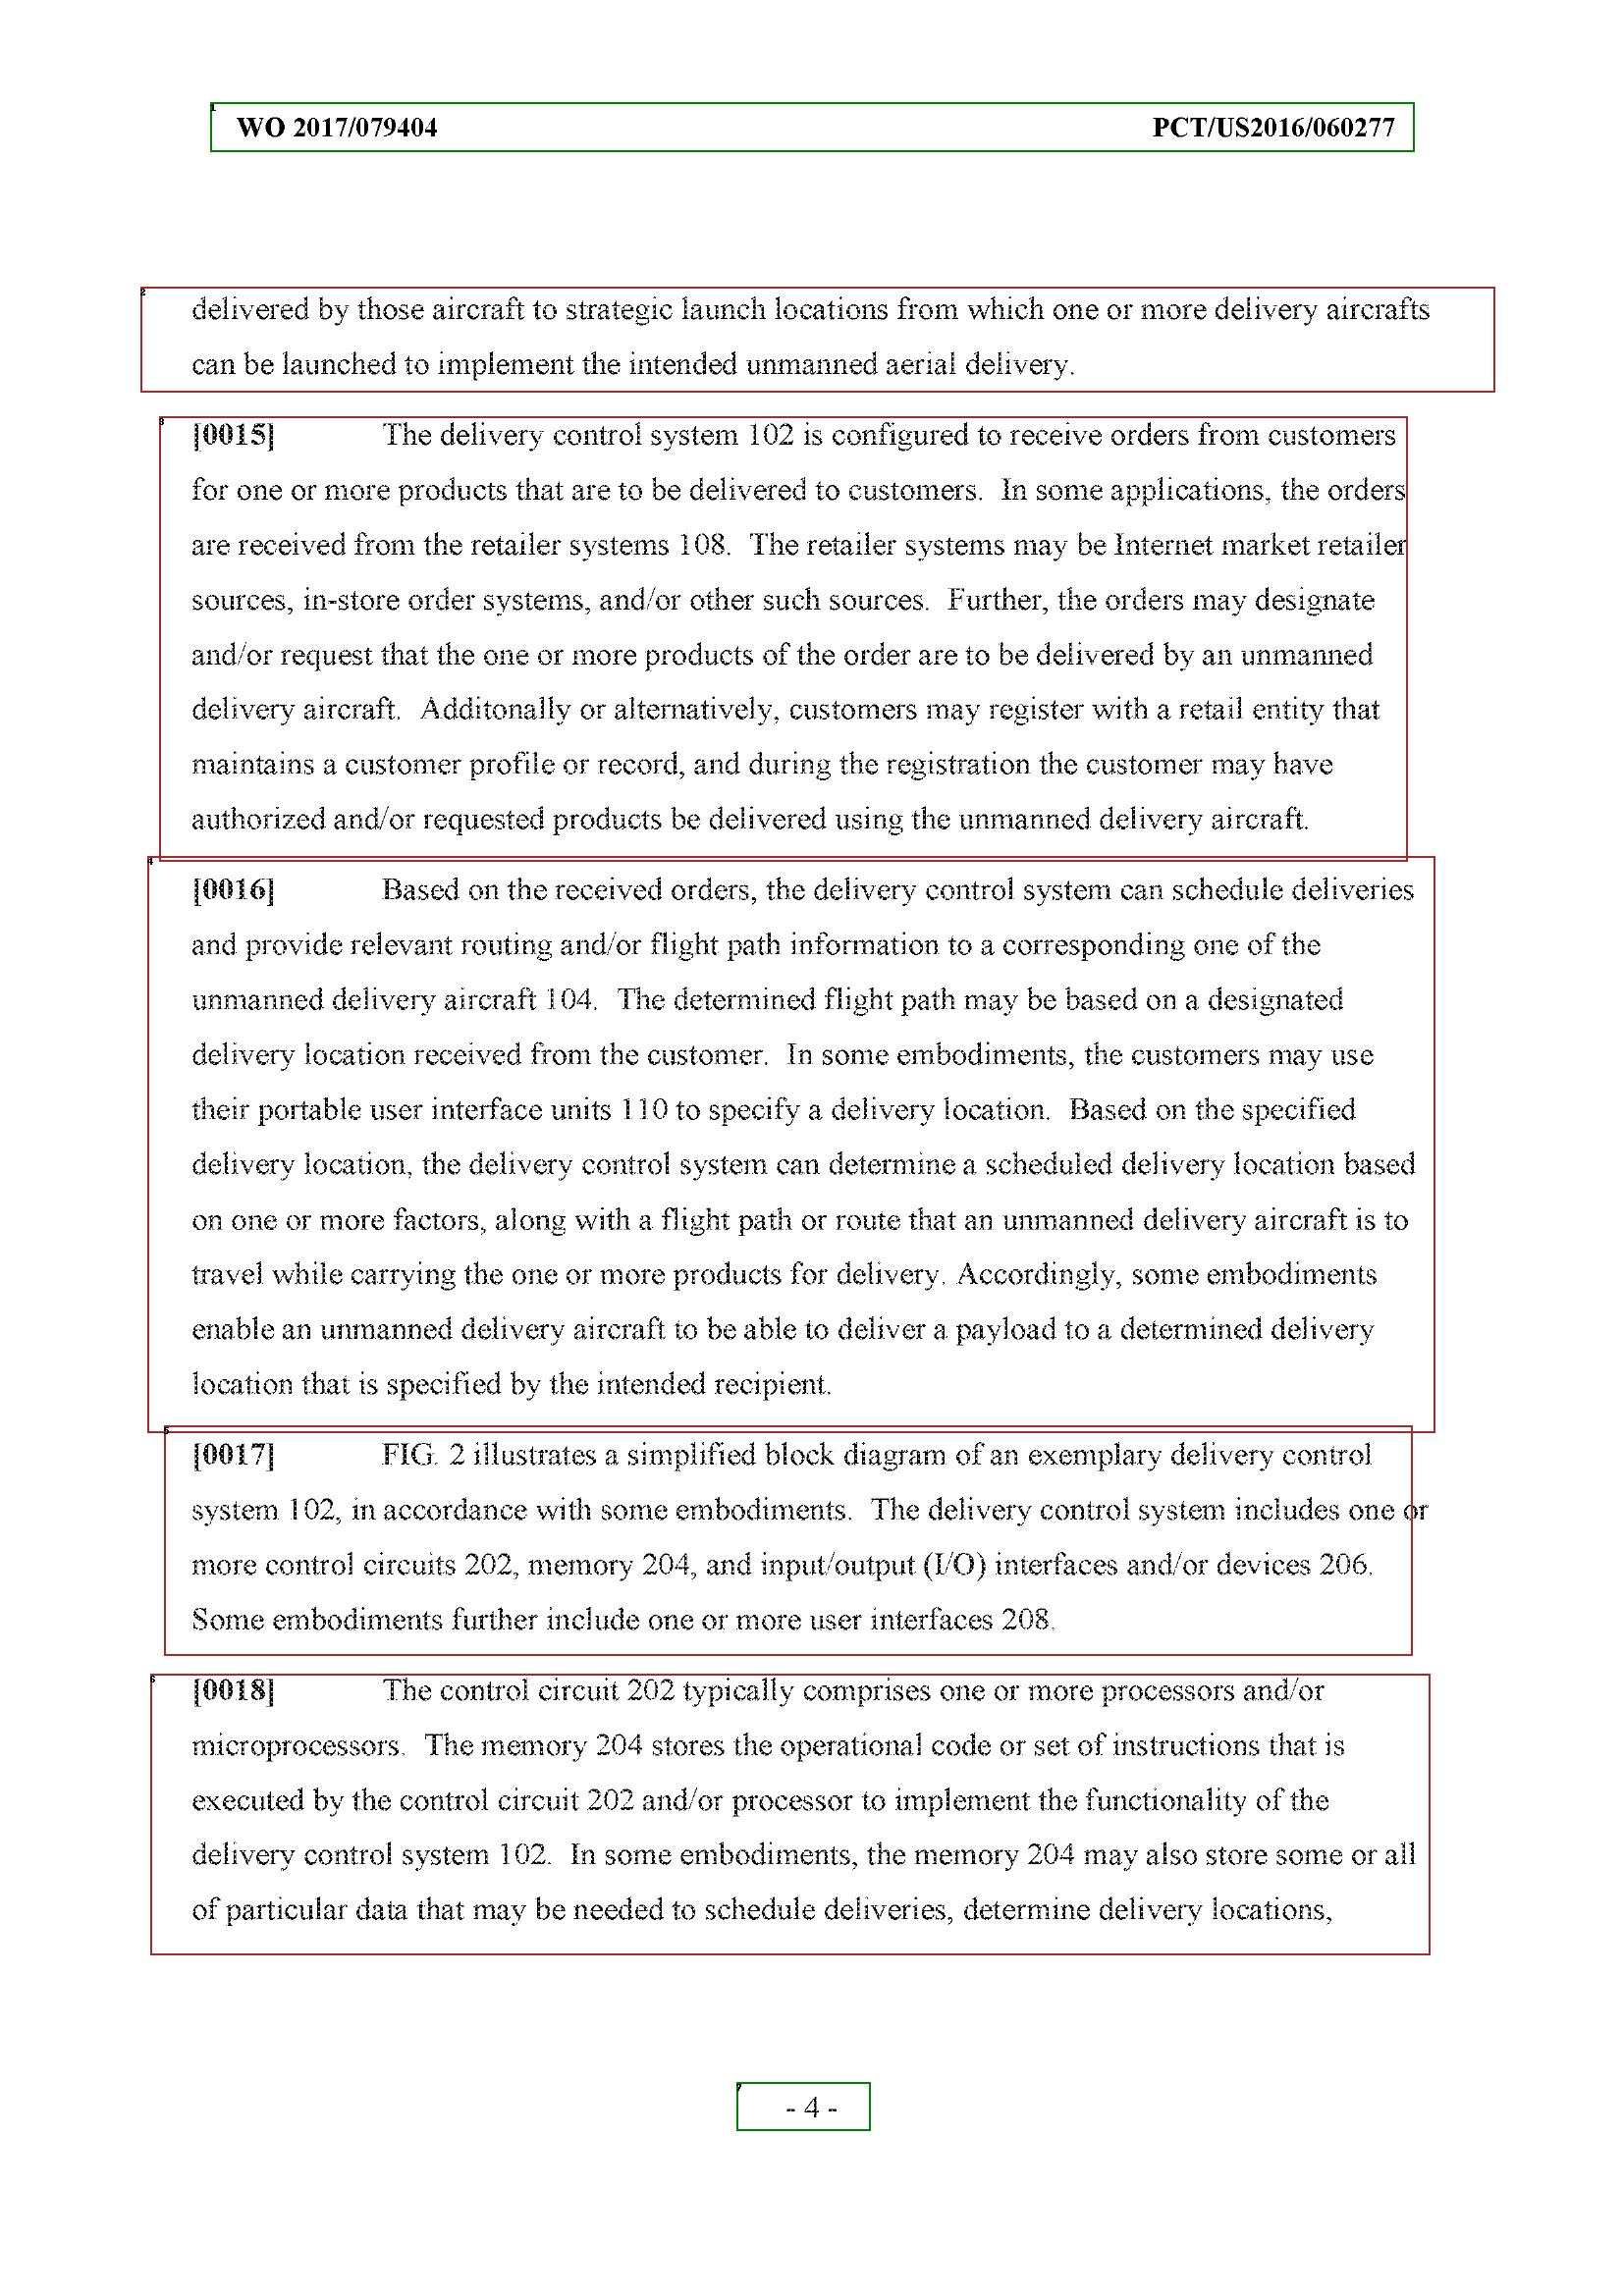 WO 2017/079404 PCT/US2016/060277
delivered by those aircraft to strategic launch locations from which one or more delivery aircrafts
can be launched to implement the intended unmanned aerial delivery.
[0015] The delivery control system 102 is configured to receive orders from customers
for one or more products that are to be delivered to customers. In some applications, the orders
are received from the retailer systems 108. The retailer systems may be Internet market retailer
sources, in-store order systems, and/or other such sources. Further, the orders may designate
and/or request that the one or more products of the order are to be delivered by an unmanned
delivery aircraft. Additonally or alternatively, customers may register with a retail entity that
maintains a customer profile or record, and during the registration the customer may have
authorized and/or requested products be delivered using the unmanned delivery aircraft.
[0016] Based on the received orders, the delivery control system can schedule deliveries
and provide relevant routing and/or flight path information to a corresponding one of the
unmanned delivery aircraft 104. The determined flight path may be based on a designated
delivery location received from the customer. In some embodiments, the customers may use
their portable user interface units 110 to specify a delivery location. Based on the specified
delivery location, the delivery control system can determine a scheduled delivery location based
on one or more factors, along with a flight path or route that an unmanned delivery aircraft is to
travel while carrying the one or more products for delivery. Accordingly, some embodiments
enable an unmanned delivery aircraft to be able to deliver a payload to a determined delivery
location that is specified by the intended recipient.
[0017] FIG. 2 illustrates a simplified block diagram of an exemplary delivery control
system 102, in accordance with some embodiments. The delivery control system includes one or
more control circuits 202, memory 204, and input/output (I/O) interfaces and/or devices 206.
Some embodiments further include one or more user interfaces 208.
[0018] The control circuit 202 typically comprises one or more processors and/or
microprocessors. The memory 204 stores the operational code or set of instructions that is
executed by the control circuit 202 and/or processor to implement the functionality of the
delivery control system 102. In some embodiments, the memory 204 may also store some or all
of particular data that may be needed to schedule deliveries, determine delivery locations,
- 4 -